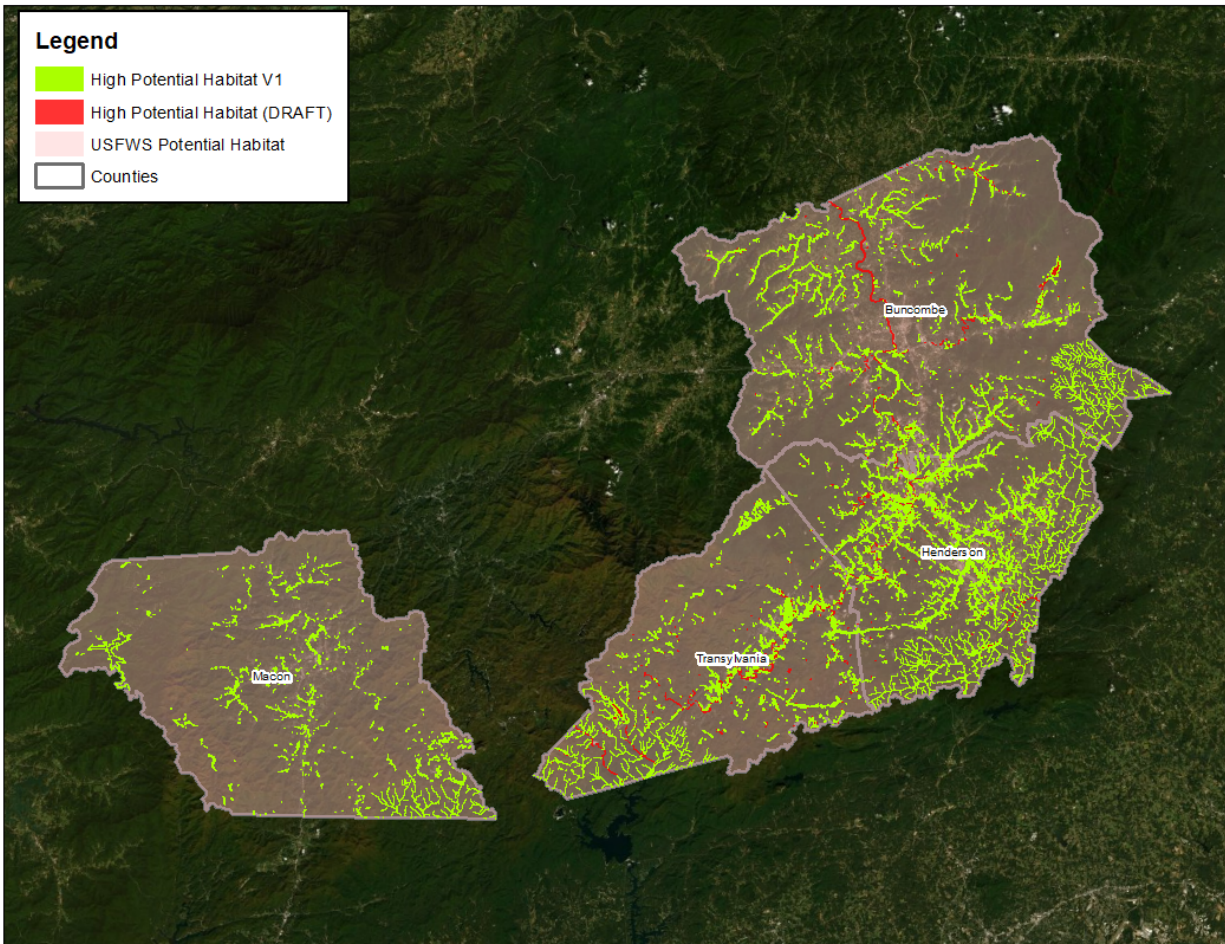 Legend
High Potential Habitat V1
High Potential Habitat (DRAFT)
USFWS Potential Habitat
Counties
Buncombe
Henderson
Transylvania
Macon